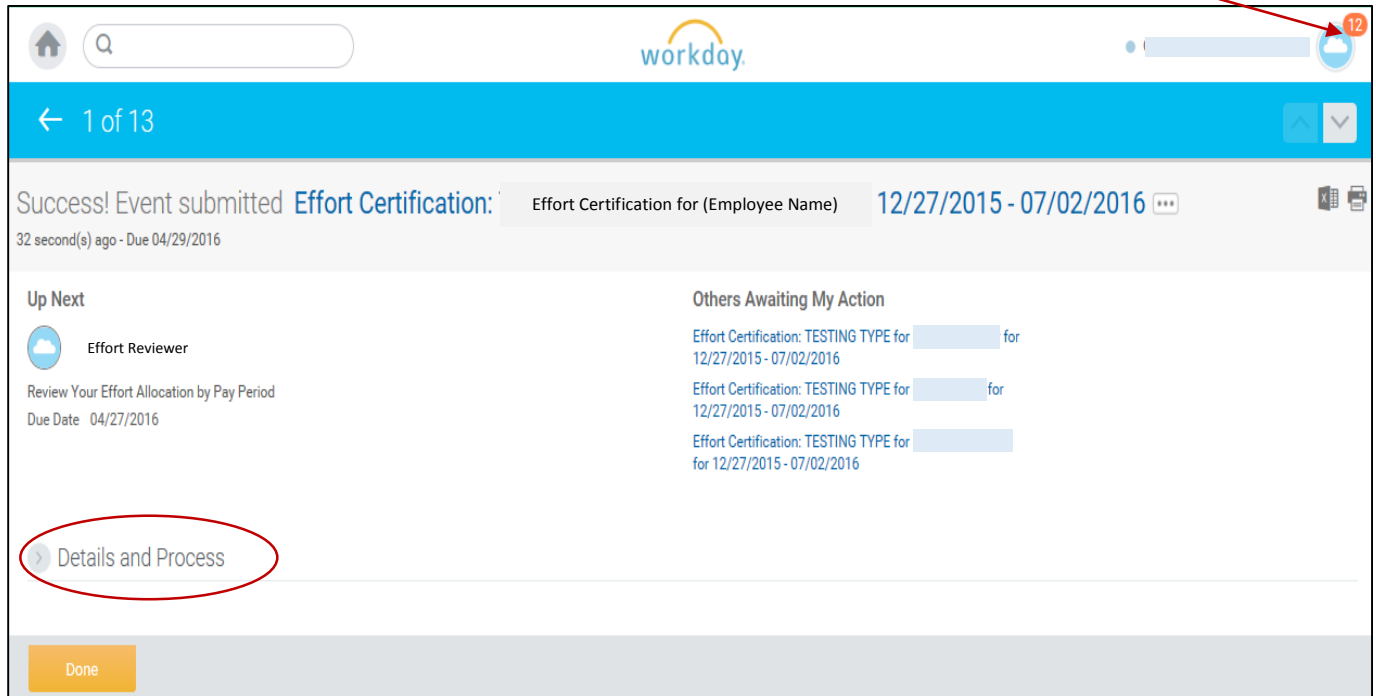 workday.
12
← 1 of 13
Success! Event submitted Effort Certification: Effort Certification for (Employee Name) 12/27/2015 - 07/02/2016
32 second(s) ago - Due 04/29/2016
Up Next
Effort Reviewer
Review Your Effort Allocation by Pay Period
Due Date 04/27/2016
Others Awaiting My Action
Effort Certification: TESTING TYPE for for
12/27/2015 - 07/02/2016
Effort Certification: TESTING TYPE for for
12/27/2015 - 07/02/2016
Effort Certification: TESTING TYPE for
for 12/27/2015 - 07/02/2016
Details and Process
Done